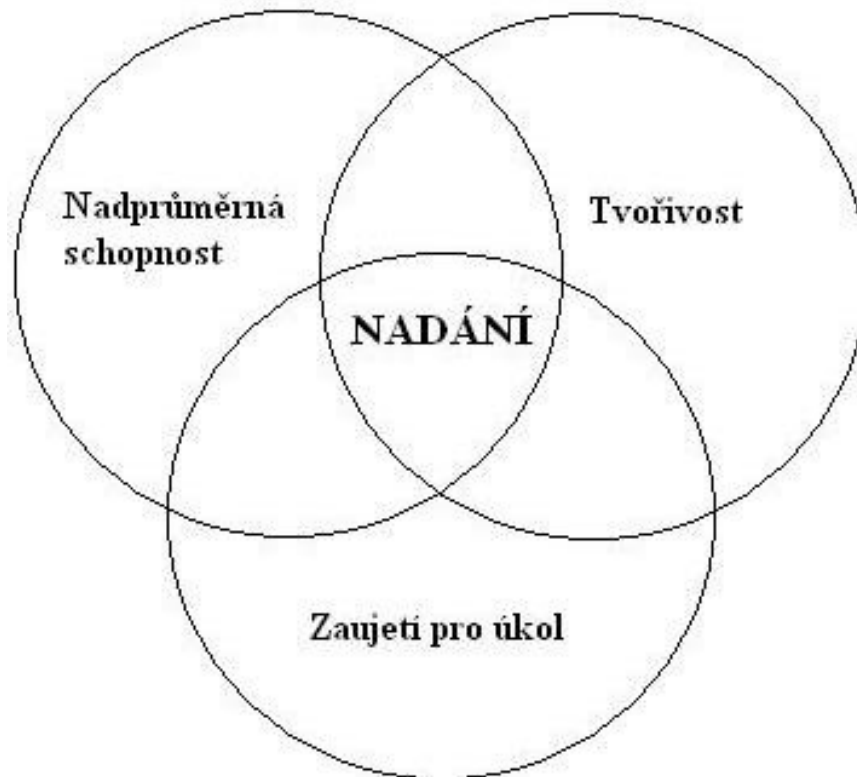 Nadprůměrná
schopnost
Tvořivost
NADÁNÍ
Zaujetí pro úkol